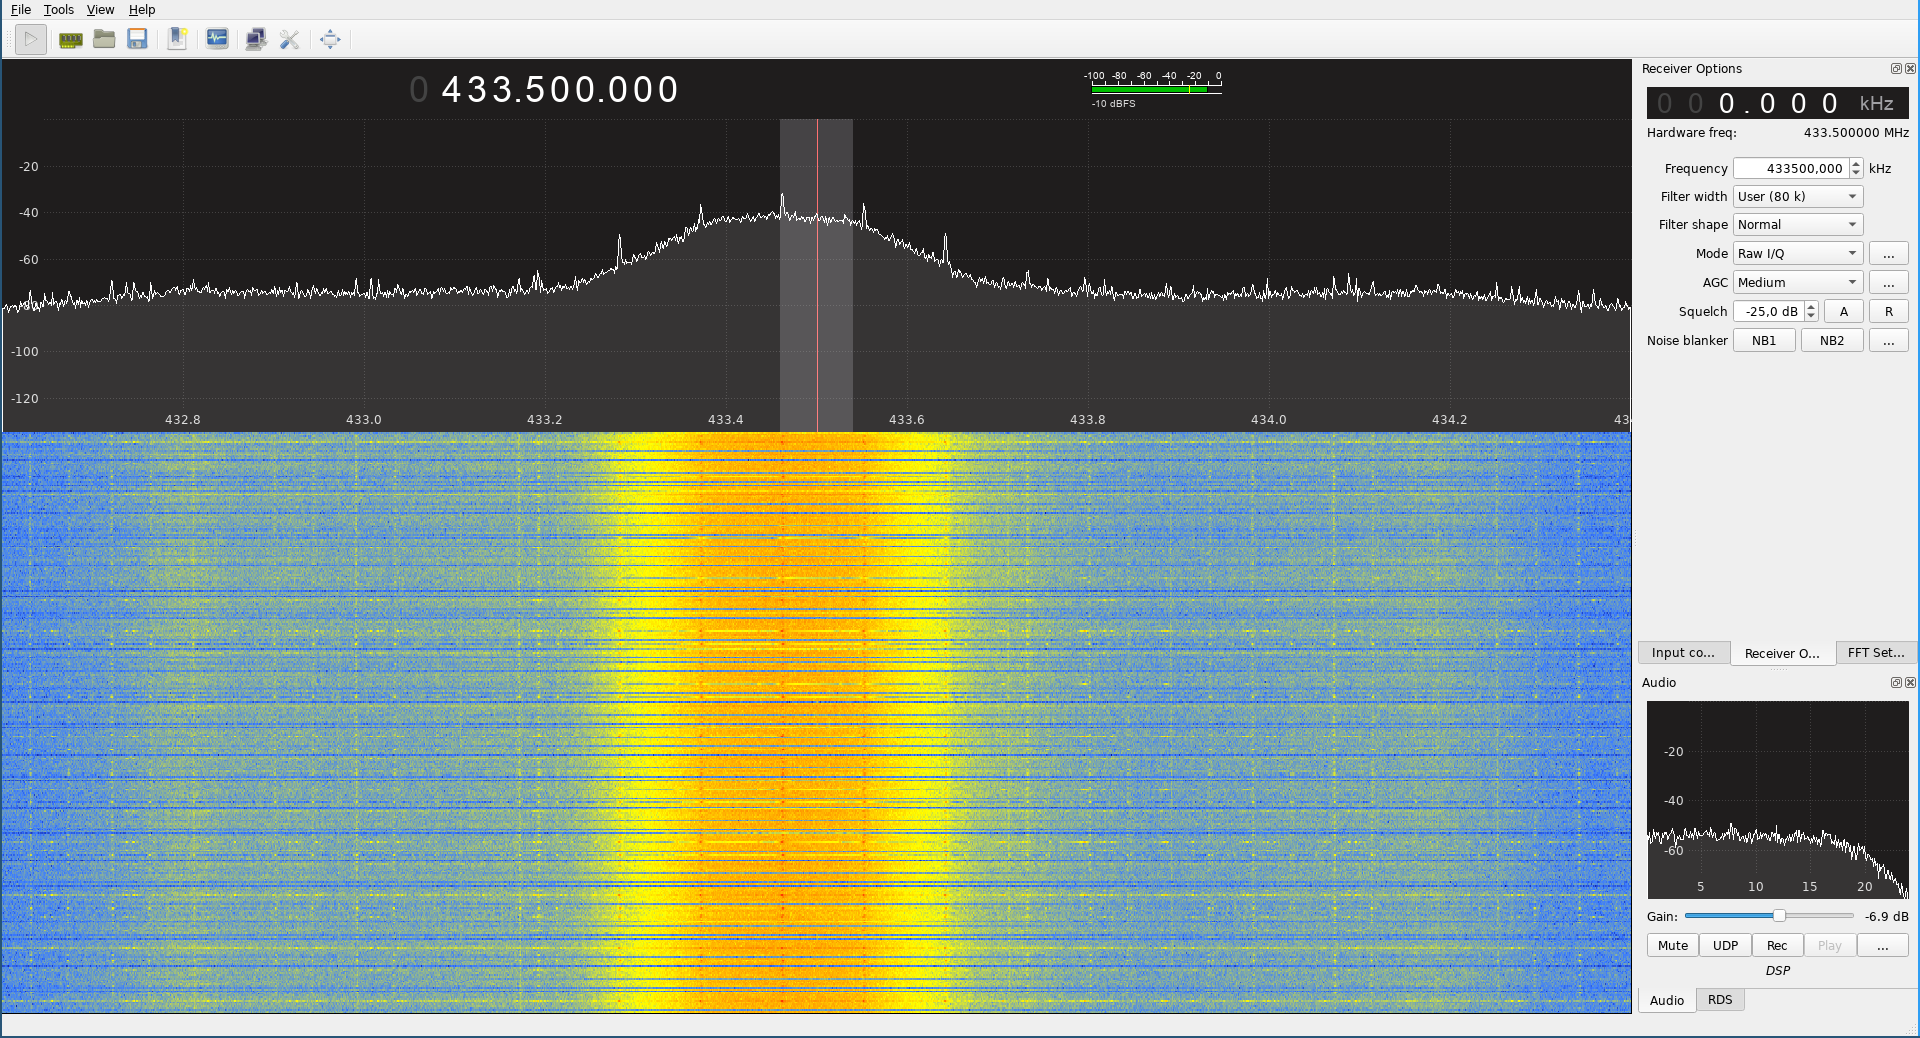 File Tools View Help
0 433.500.000
-100 -80 -60 -40 -20 0
-10 dBFS
-20
-40
-60
-80
-100
-120
432.8 433.0 433.2 433.4 433.6 433.8 434.0 434.2 43
Receiver Options
0 0 0.000 kHz
Hardware freq: 433.500000 MHz
Frequency 433500,000 kHz
Filter width User (80 k)
Filter shape Normal
Mode Raw I/Q ...
AGC Medium ...
Squelch -25,0 dB A R
Noise blanker NB1 NB2 ...
Input co... Receiver O... FFT Set...
Audio
-20
-40
-60
5 10 15 20
Gain: -6.9 dB
Mute UDP Rec Play ...
DSP
Audio RDS